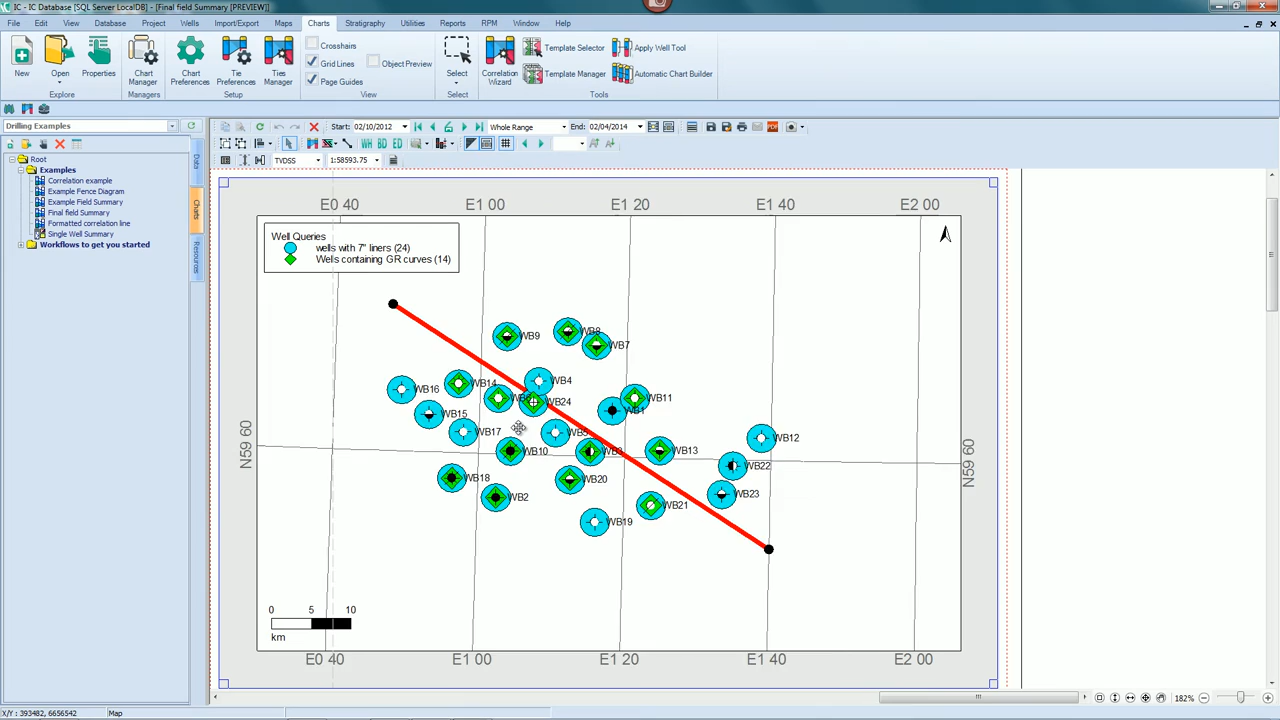 IC - IC Database [SQL Server LocalDB] - [Final field Summary [PREVIEW]]
File Edit View Database Project Wells Import/Export Maps Charts Stratigraphy Utilities Reports RPM Window Help
New Open Properties Chart Manager Chart Preferences Tie Preferences Ties Manager
Crosshairs
Grid Lines Object Preview
Page Guides
Select Correlation Wizard
Template Selector Apply Well Tool
Template Manager Automatic Chart Builder
Explore Managers Setup View Select Tools
Drilling Examples
Start: 02/10/2012 Whole Range End: 02/04/2014
WH BD ED
TVDSS 1:58593.75
Root
Examples
Correlation example
Example Fence Diagram
Example Field Summary
Final field Summary
Formatted correlation line
Single Well Summary
Workflows to get you started
Data
Charts
Resources
E0 40 E1 00 E1 20 E1 40 E2 00
Well Queries
wells with 7" liners (24)
Wells containing GR curves (14)
WB9 WB8
WB7
WB16 WB14 WB4
WB24 WB11
WB15 WB1
WB17 WB12
WB10 WB13
WB22
WB18 WB20
WB2 WB23
WB21
WB19
N59 60 N59 60
0 5 10
km
E0 40 E1 00 E1 20 E1 40 E2 00
182%
X/Y: 393482, 6656542 Map